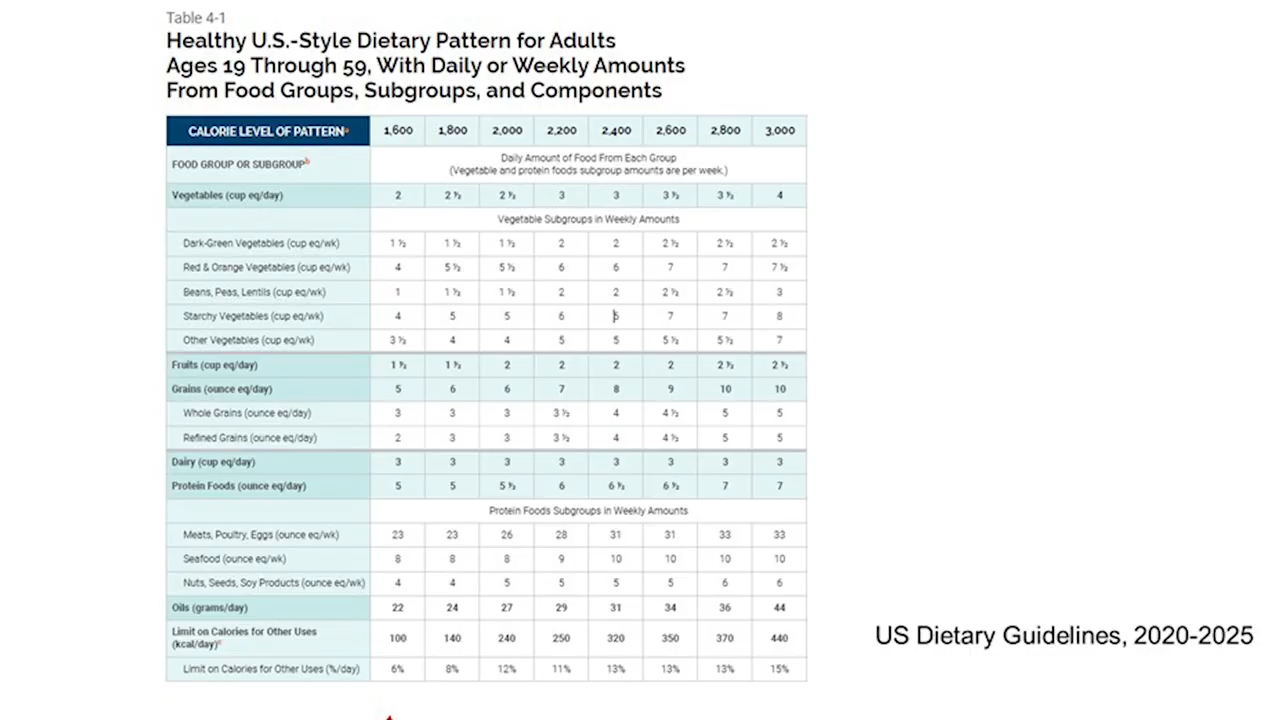 Table 4-1
Healthy U.S.-Style Dietary Pattern for Adults
Ages 19 Through 59, With Daily or Weekly Amounts
From Food Groups, Subgroups, and Components
CALORIE LEVEL OF PATTERNᵃ 1,600 1,800 2,000 2,200 2,400 2,600 2,800 3,000
FOOD GROUP OR SUBGROUPᵇ Daily Amount of Food From Each Group
(Vegetable and protein foods subgroup amounts are per week.)
Vegetables (cup eq/day) 2 2 ½ 2 ½ 3 3 3 ½ 3 ½ 4
Vegetable Subgroups in Weekly Amounts
Dark-Green Vegetables (cup eq/wk) 1 ½ 1 ½ 1 ½ 2 2 2 ½ 2 ½ 2 ½
Red & Orange Vegetables (cup eq/wk) 4 5 ½ 5 ½ 6 6 7 7 7 ½
Beans, Peas, Lentils (cup eq/wk) 1 1 ½ 1 ½ 2 2 2 ½ 2 ½ 3
Starchy Vegetables (cup eq/wk) 4 5 5 6 6 7 7 8
Other Vegetables (cup eq/wk) 3 ½ 4 4 5 5 5 ½ 5 ½ 7
Fruits (cup eq/day) 1 ½ 1 ½ 2 2 2 2 2 ½ 2 ½
Grains (ounce eq/day) 5 6 6 7 8 9 10 10
Whole Grains (ounce eq/day) 3 3 3 3 ½ 4 4 ½ 5 5
Refined Grains (ounce eq/day) 2 3 3 3 ½ 4 4 ½ 5 5
Dairy (cup eq/day) 3 3 3 3 3 3 3 3
Protein Foods (ounce eq/day) 5 5 5 ½ 6 6 ½ 6 ½ 7 7
Protein Foods Subgroups in Weekly Amounts
Meats, Poultry, Eggs (ounce eq/wk) 23 23 26 28 31 31 33 33
Seafood (ounce eq/wk) 8 8 8 9 10 10 10 10
Nuts, Seeds, Soy Products (ounce eq/wk) 4 4 5 5 5 5 6 6
Oils (grams/day) 22 24 27 29 31 34 36 44
Limit on Calories for Other Uses
(kcal/day)ᶜ 100 140 240 250 320 350 370 440
Limit on Calories for Other Uses (%/day) 6% 8% 12% 11% 13% 13% 13% 15%
US Dietary Guidelines, 2020-2025